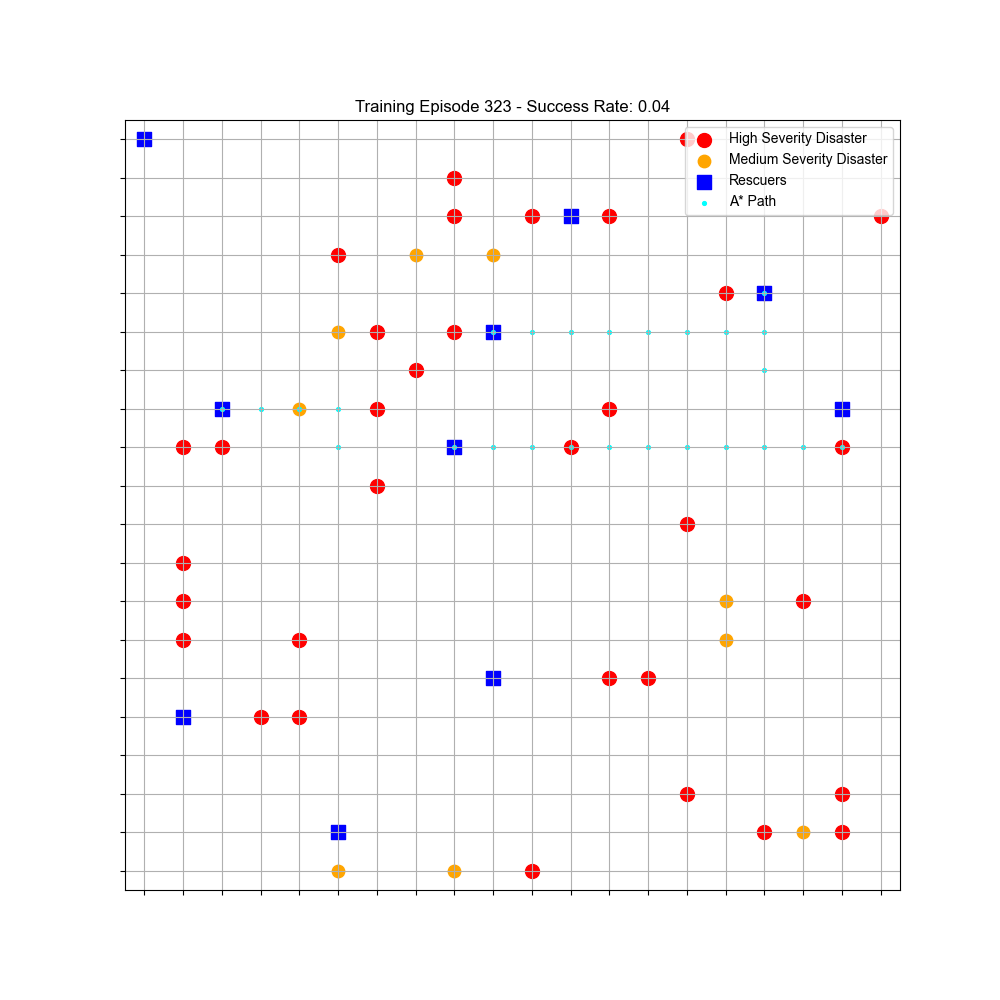 Training Episode 323 - Success Rate: 0.04
High Severity Disaster
Medium Severity Disaster
Rescuers
A* Path